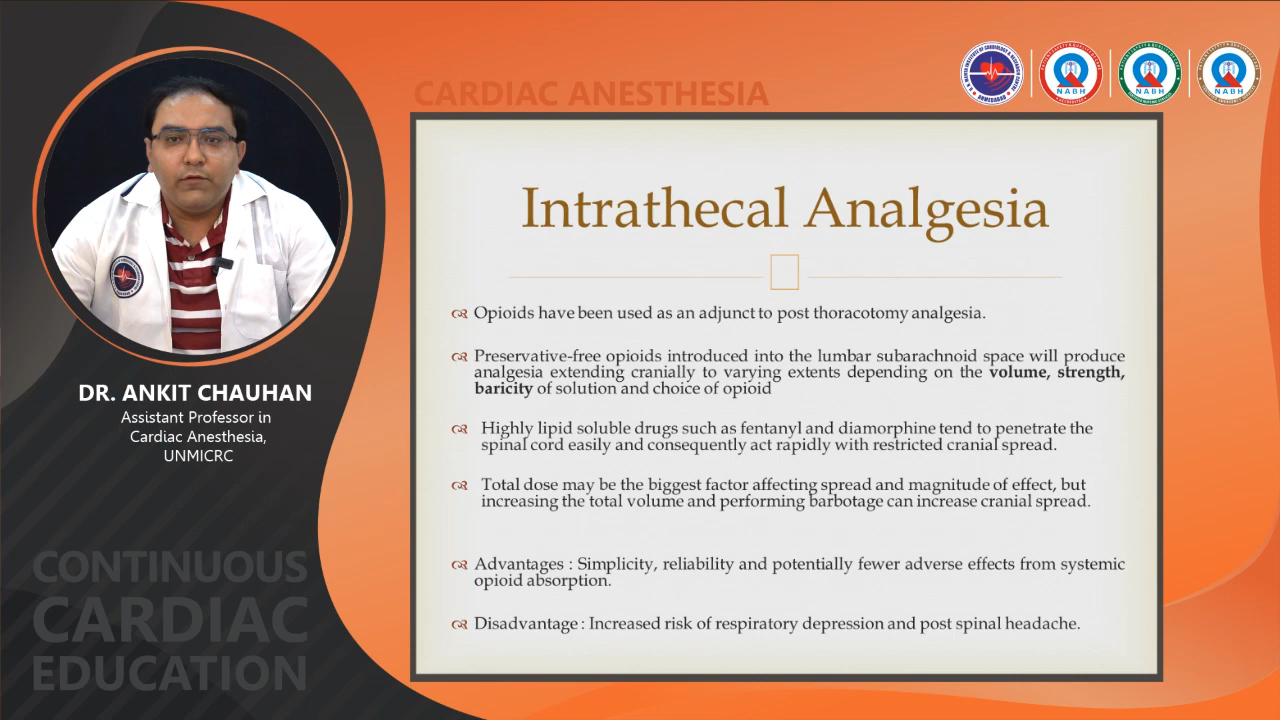 CARDIAC ANESTHESIA
NABH
NABH
NABH
Intrathecal Analgesia
Opioids have been used as an adjunct to post thoracotomy analgesia.
Preservative-free opioids introduced into the lumbar subarachnoid space will produce
analgesia extending cranially to varying extents depending on the volume, strength,
baricity of solution and choice of opioid
Highly lipid soluble drugs such as fentanyl and diamorphine tend to penetrate the
spinal cord easily and consequently act rapidly with restricted cranial spread.
Total dose may be the biggest factor affecting spread and magnitude of effect, but
increasing the total volume and performing barbotage can increase cranial spread.
Advantages : Simplicity, reliability and potentially fewer adverse effects from systemic
opioid absorption.
Disadvantage : Increased risk of respiratory depression and post spinal headache.
DR. ANKIT CHAUHAN
Assistant Professor in
Cardiac Anesthesia,
UNMICRC
CONTINUOUS
CARDIAC
EDUCATION